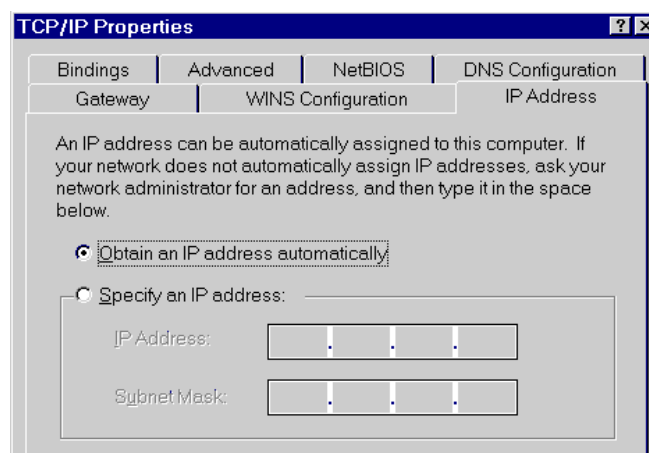 TCP/IP Properties
Bindings Advanced NetBIOS DNS Configuration
Gateway WINS Configuration IP Address
An IP address can be automatically assigned to this computer. If
your network does not automatically assign IP addresses, ask your
network administrator for an address, and then type it in the space
below.
Obtain an IP address automatically
Specify an IP address:
IP Address:
. . .
Subnet Mask:
. . .